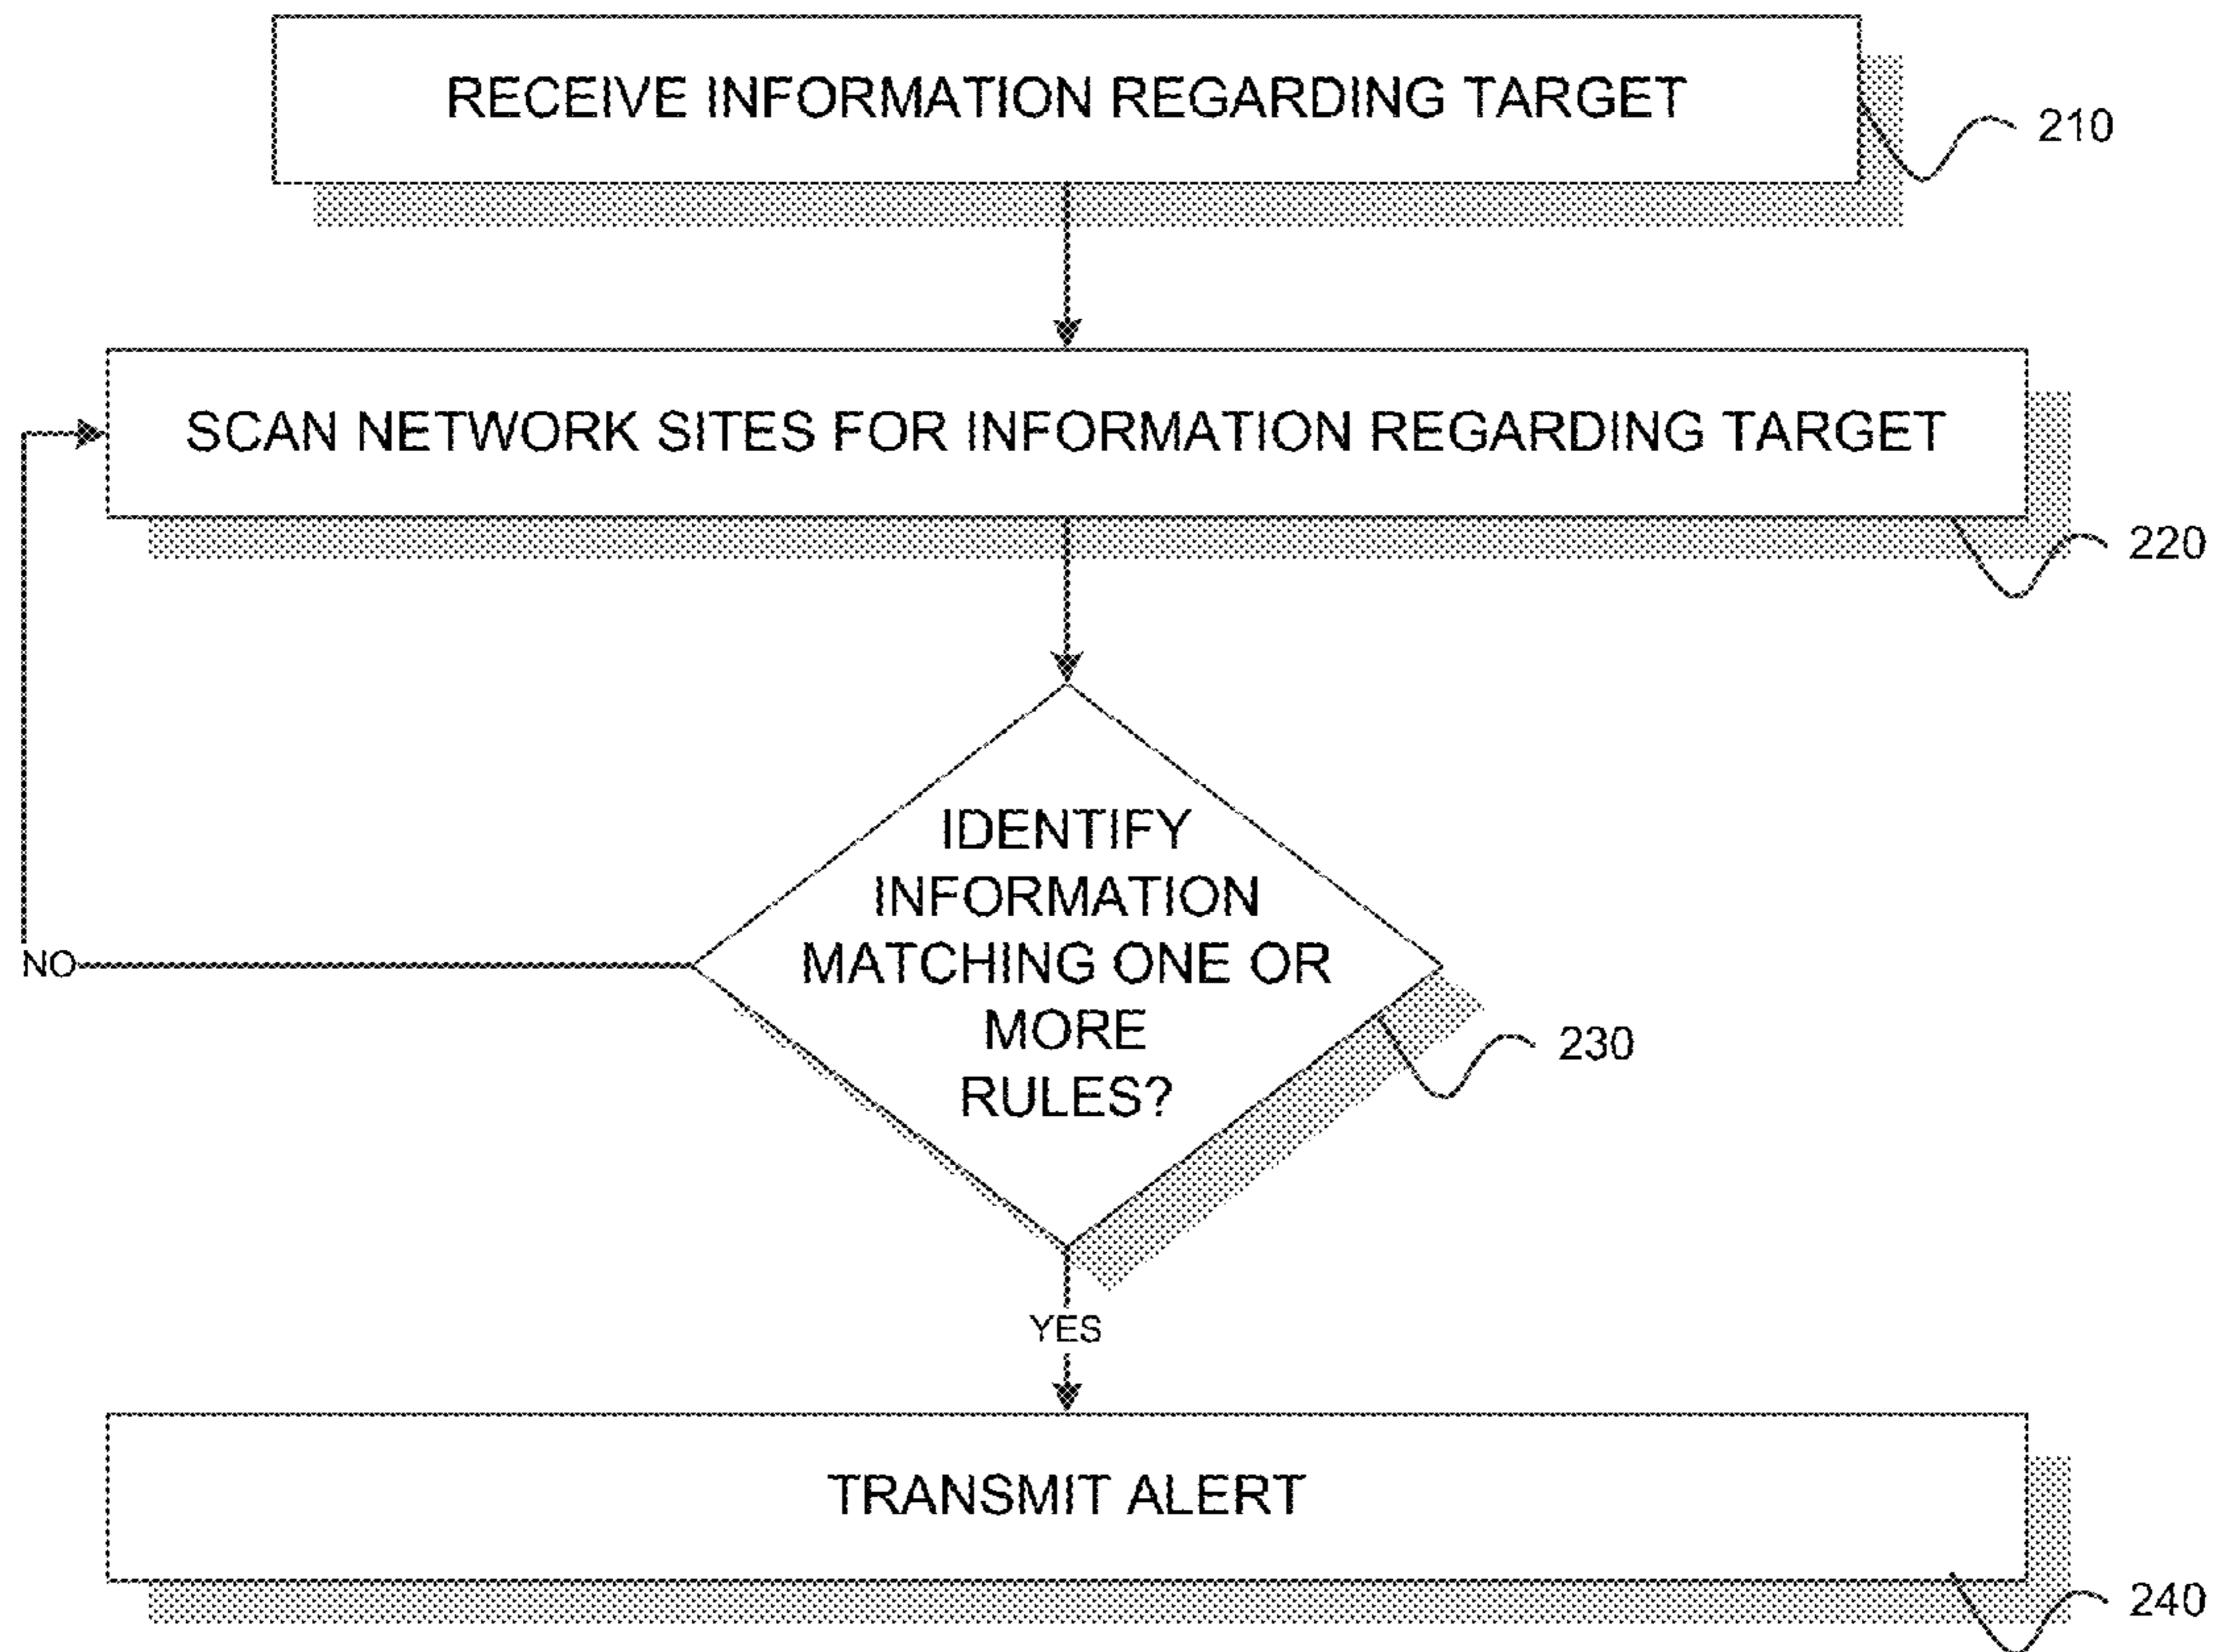 RECEIVE INFORMATION REGARDING TARGET
210
SCAN NETWORK SITES FOR INFORMATION REGARDING TARGET
220
IDENTIFY
INFORMATION
MATCHING ONE OR
MORE
RULES?
NO
230
YES
TRANSMIT ALERT
240